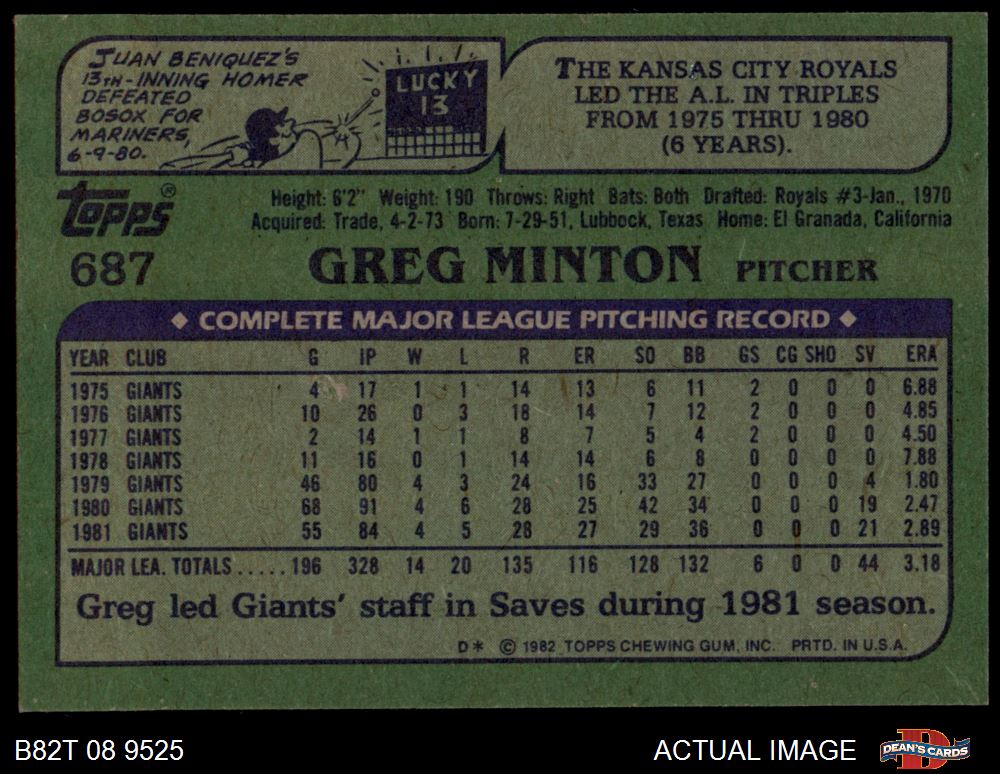 JUAN BENIQUEZ'S
13TH-INNING HOMER
DEFEATED
BOSOX FOR
MARINERS,
6-9-80.
LUCKY
13
THE KANSAS CITY ROYALS
LED THE A.L. IN TRIPLES
FROM 1975 THRU 1980
(6 YEARS).
Topps®
Height: 6'2" Weight: 190 Throws: Right Bats: Both Drafted: Royals #3-Jan., 1970
Acquired: Trade, 4-2-73 Born: 7-29-51, Lubbock, Texas Home: El Granada, California
687 GREG MINTON PITCHER
◆ COMPLETE MAJOR LEAGUE PITCHING RECORD ◆
YEAR CLUB G IP W L R ER SO BB GS CG SHO SV ERA
1975 GIANTS 4 17 1 1 14 13 6 11 2 0 0 0 6.88
1976 GIANTS 10 26 0 3 18 14 7 12 2 0 0 0 4.85
1977 GIANTS 2 14 1 1 8 7 5 4 2 0 0 0 4.50
1978 GIANTS 11 16 0 1 14 14 6 8 0 0 0 0 7.88
1979 GIANTS 46 80 4 3 24 16 33 27 0 0 0 4 1.80
1980 GIANTS 68 91 4 6 28 25 42 34 0 0 0 19 2.47
1981 GIANTS 55 84 4 5 28 27 29 36 0 0 0 21 2.89
MAJOR LEA. TOTALS.....196 328 14 20 135 116 128 132 6 0 0 44 3.18
Greg led Giants' staff in Saves during 1981 season.
D* © 1982 TOPPS CHEWING GUM, INC. PRTD. IN U.S.A.
B82T 08 9525 ACTUAL IMAGE DEAN'S CARDS